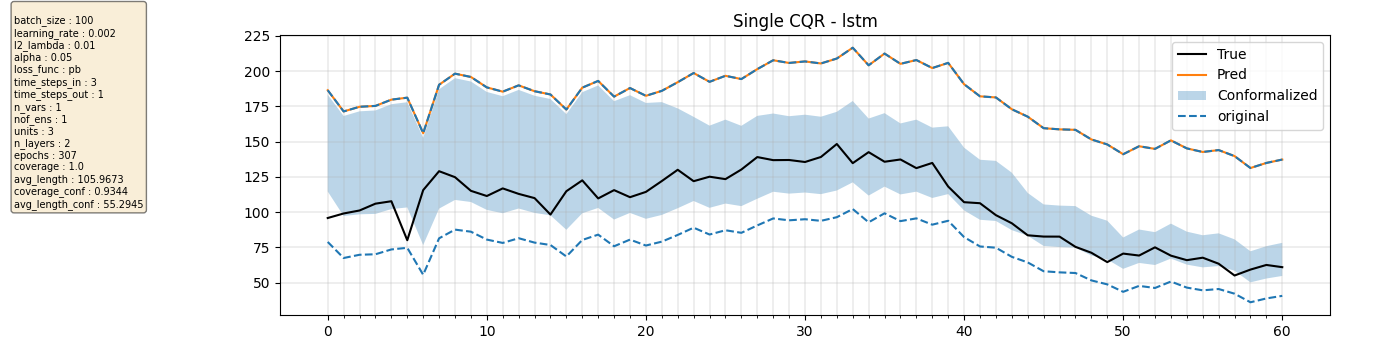 batch_size : 100
learning_rate : 0.002
l2_lambda : 0.01
alpha : 0.05
loss_func : pb
time_steps_in : 3
time_steps_out : 1
n_vars : 1
nof_ens : 1
units : 3
n_layers : 2
epochs : 307
coverage : 1.0
avg_length : 105.9673
coverage_conf : 0.9344
avg_length_conf : 55.2945
Single CQR - lstm
225
200
175
150
125
100
75
50
0 10 20 30 40 50 60
True
Pred
Conformalized
original